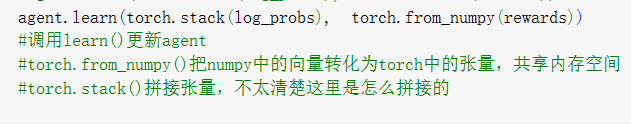 agent.learn(torch.stack(log_probs),  torch.from_numpy(rewards))
#调用learn()更新agent
#torch.from_numpy()把numpy中的向量转化为torch中的张量，共享内存空间
#torch.stack()拼接张量，不太清楚这里是怎么拼接的